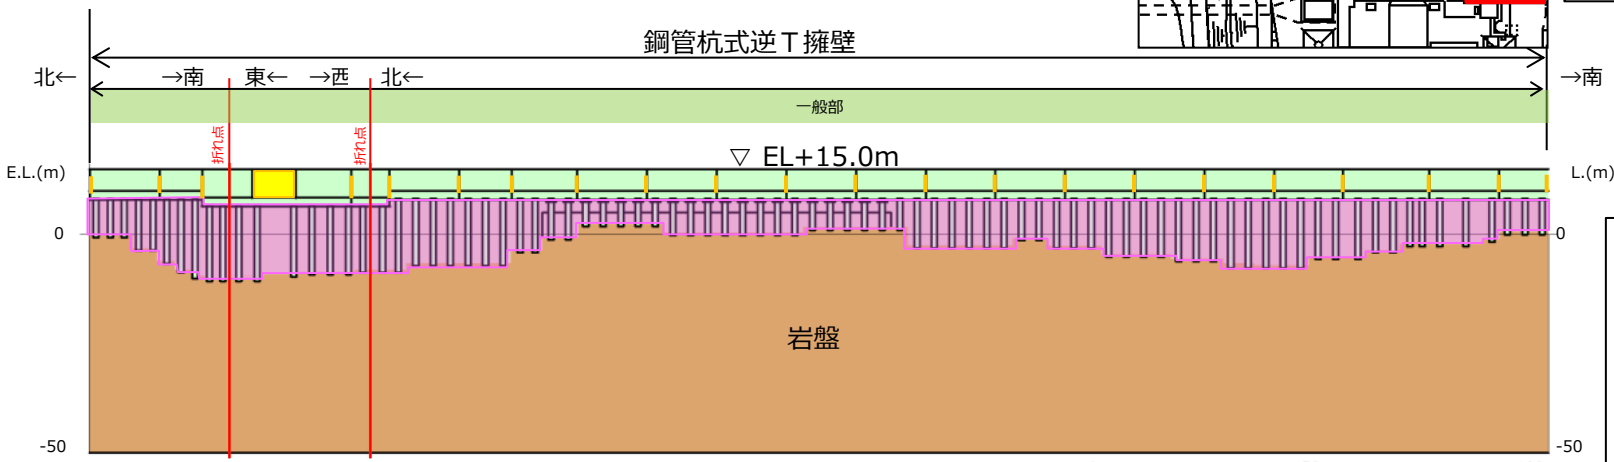 鋼管杭式逆T擁壁
北← →南 東← →西 北← →南
一般部
折れ点 折れ点
▽ EL+15.0m
E.L.(m) L.(m)
0 0
岩盤
-50 -50